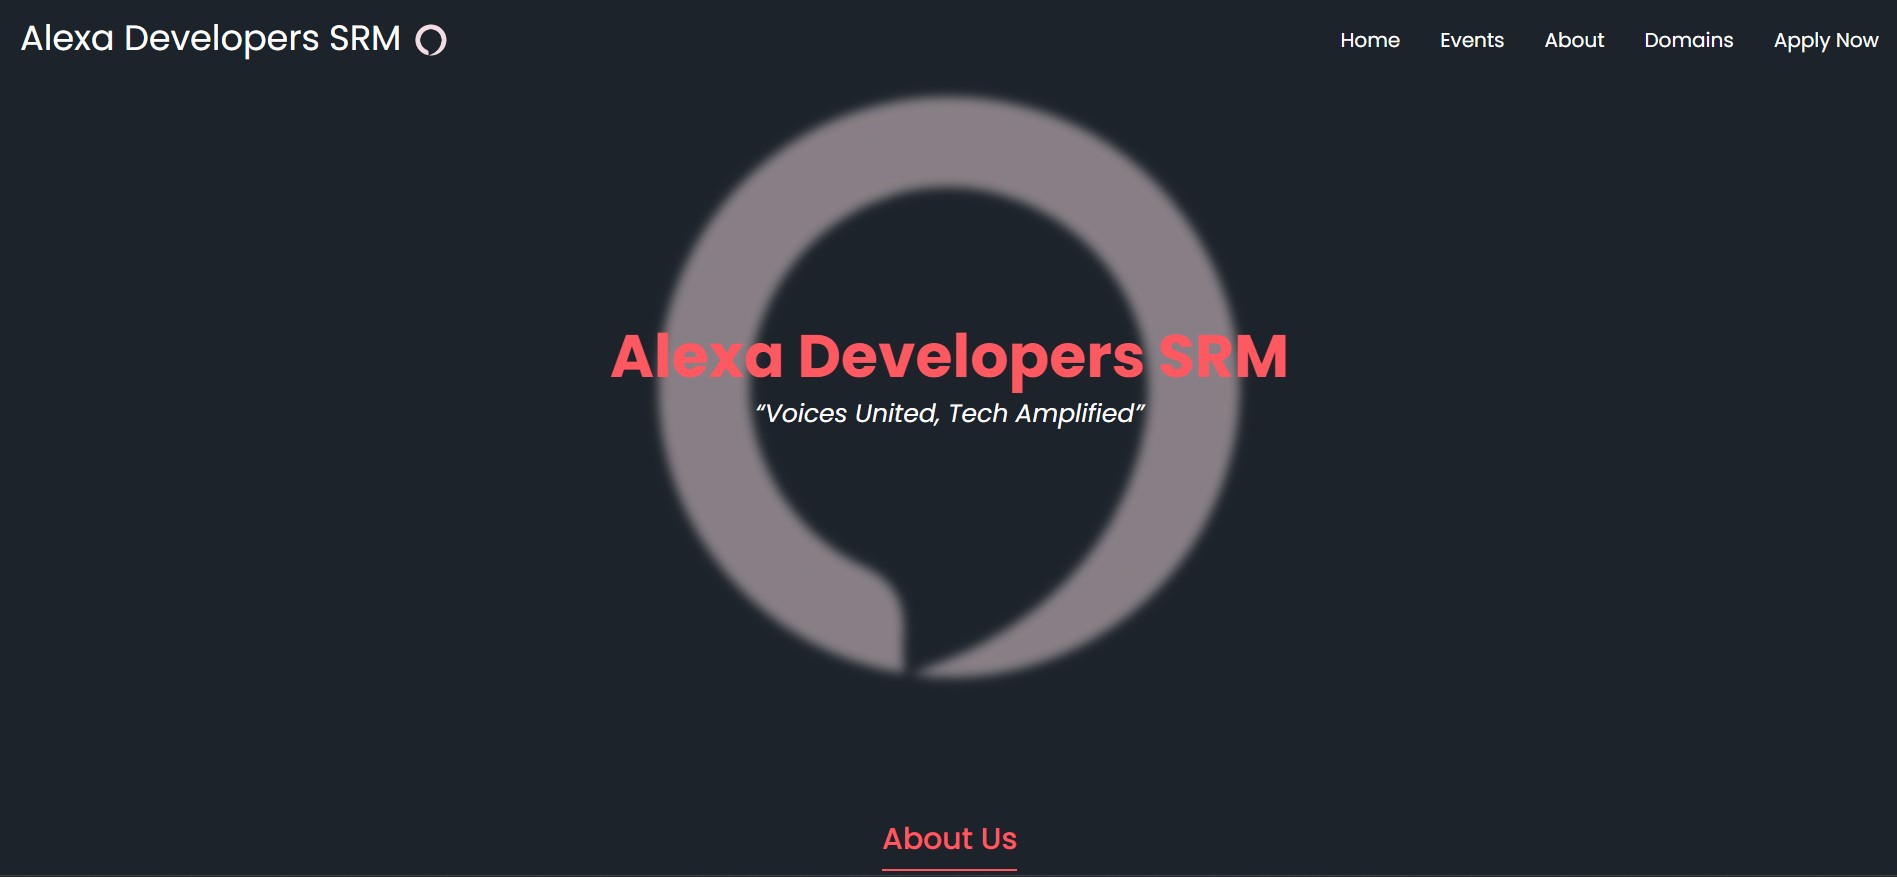 Alexa Developers SRM
Home Events About Domains Apply Now
Alexa Developers SRM
“Voices United, Tech Amplified”
About Us